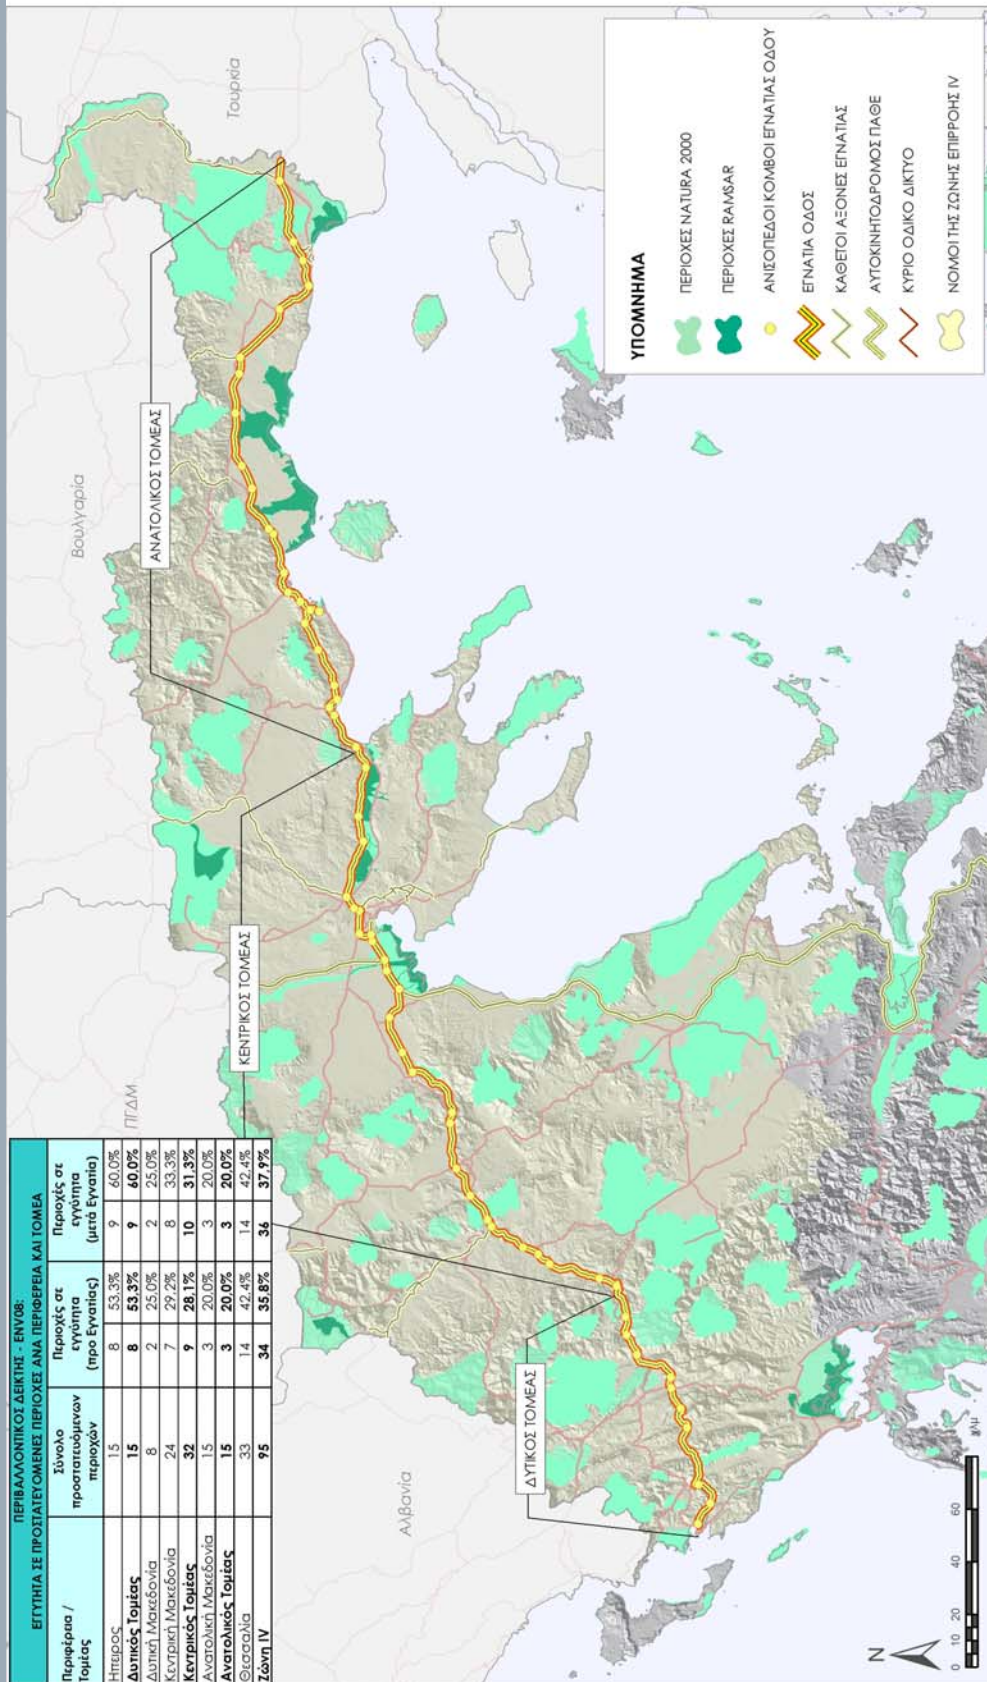 ΠΕΡΙΒΑΛΛΟΝΤΙΚΟΣ ΔΕΙΚΤΗΣ - ENV08:
ΕΓΓΥΤΗΤΑ ΣΕ ΠΡΟΣΤΑΤΕΥΟΜΕΝΕΣ ΠΕΡΙΟΧΕΣ ΑΝΑ ΠΕΡΙΦΕΡΕΙΑ ΚΑΙ ΤΟΜΕΑ
Περιφέρεια / Τομέας Σύνολο προστατευόμενων περιοχών Περιοχές σε εγγύτητα (προ Εγνατίας) Περιοχές σε εγγύτητα (μετά Εγνατία)
Ήπειρος 15 8 53.3% 9 60.0%
Δυτικός Τομέας 15 8 53.3% 9 60.0%
Δυτική Μακεδονία 8 2 25.0% 2 25.0%
Κεντρική Μακεδονία 24 7 29.2% 8 33.3%
Κεντρικός Τομέας 32 9 28.1% 10 31.3%
Ανατολική Μακεδονία 15 3 20.0% 3 20.0%
Ανατολικός Τομέας 15 3 20.0% 3 20.0%
Θεσσαλία 33 14 42.4% 14 42.4%
Ζώνη IV 95 34 35.8% 36 37.9%
Αλβανία
ΠΓΔΜ
Βουλγαρία
Τουρκία
ΔΥΤΙΚΟΣ ΤΟΜΕΑΣ
ΚΕΝΤΡΙΚΟΣ ΤΟΜΕΑΣ
ΑΝΑΤΟΛΙΚΟΣ ΤΟΜΕΑΣ
N
0 10 20 40 60 80
χλμ
ΥΠΟΜΝΗΜΑ
ΠΕΡΙΟΧΕΣ NATURA 2000
ΠΕΡΙΟΧΕΣ RAMSAR
ΑΝΙΣΟΠΕΔΟΙ ΚΟΜΒΟΙ ΕΓΝΑΤΙΑΣ ΟΔΟΥ
ΕΓΝΑΤΙΑ ΟΔΟΣ
ΚΑΘΕΤΟΙ ΑΞΟΝΕΣ ΕΓΝΑΤΙΑΣ
ΑΥΤΟΚΙΝΗΤΟΔΡΟΜΟΣ ΠΑΘΕ
ΚΥΡΙΟ ΟΔΙΚΟ ΔΙΚΤΥΟ
ΝΟΜΟΙ ΤΗΣ ΖΩΝΗΣ ΕΠΙΡΡΟΗΣ IV